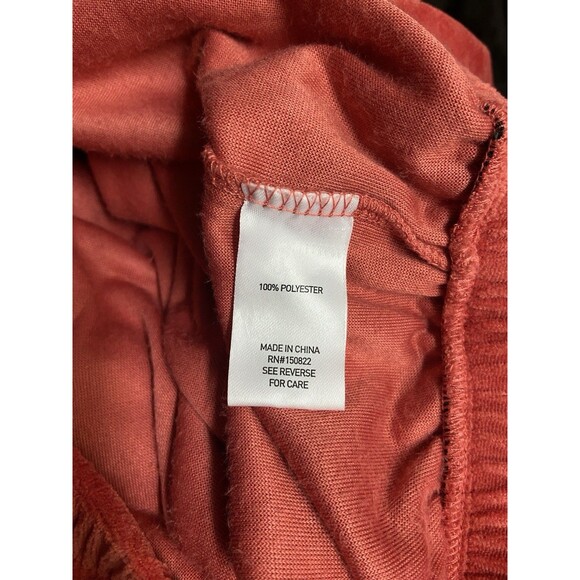 100% POLYESTER
MADE IN CHINA
RN#150822
SEE REVERSE
FOR CARE